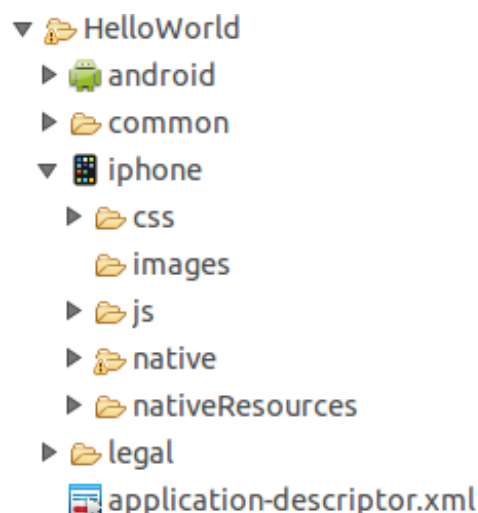 HelloWorld
android
common
iphone
css
images
js
native
nativeResources
legal
application-descriptor.xml